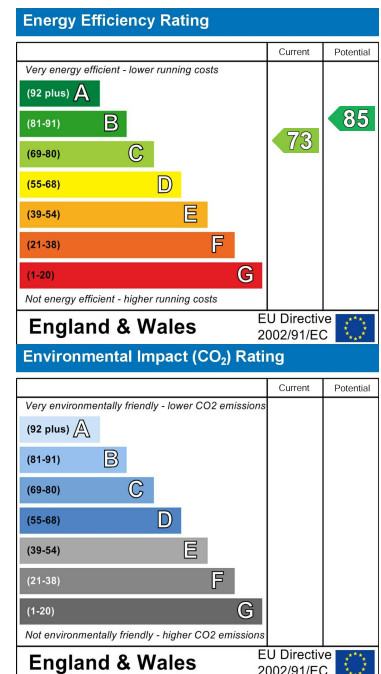 Energy Efficiency Rating
Current Potential
Very energy efficient - lower running costs
(92 plus) A
(81-91) B
(69-80) C
(55-68) D
(39-54) E
(21-38) F
(1-20) G
73
85
Not energy efficient - higher running costs
England & Wales
EU Directive
2002/91/EC
Environmental Impact (CO₂) Rating
Current Potential
Very environmentally friendly - lower CO2 emissions
(92 plus) A
(81-91) B
(69-80) C
(55-68) D
(39-54) E
(21-38) F
(1-20) G
Not environmentally friendly - higher CO2 emissions
England & Wales
EU Directive
2002/91/EC